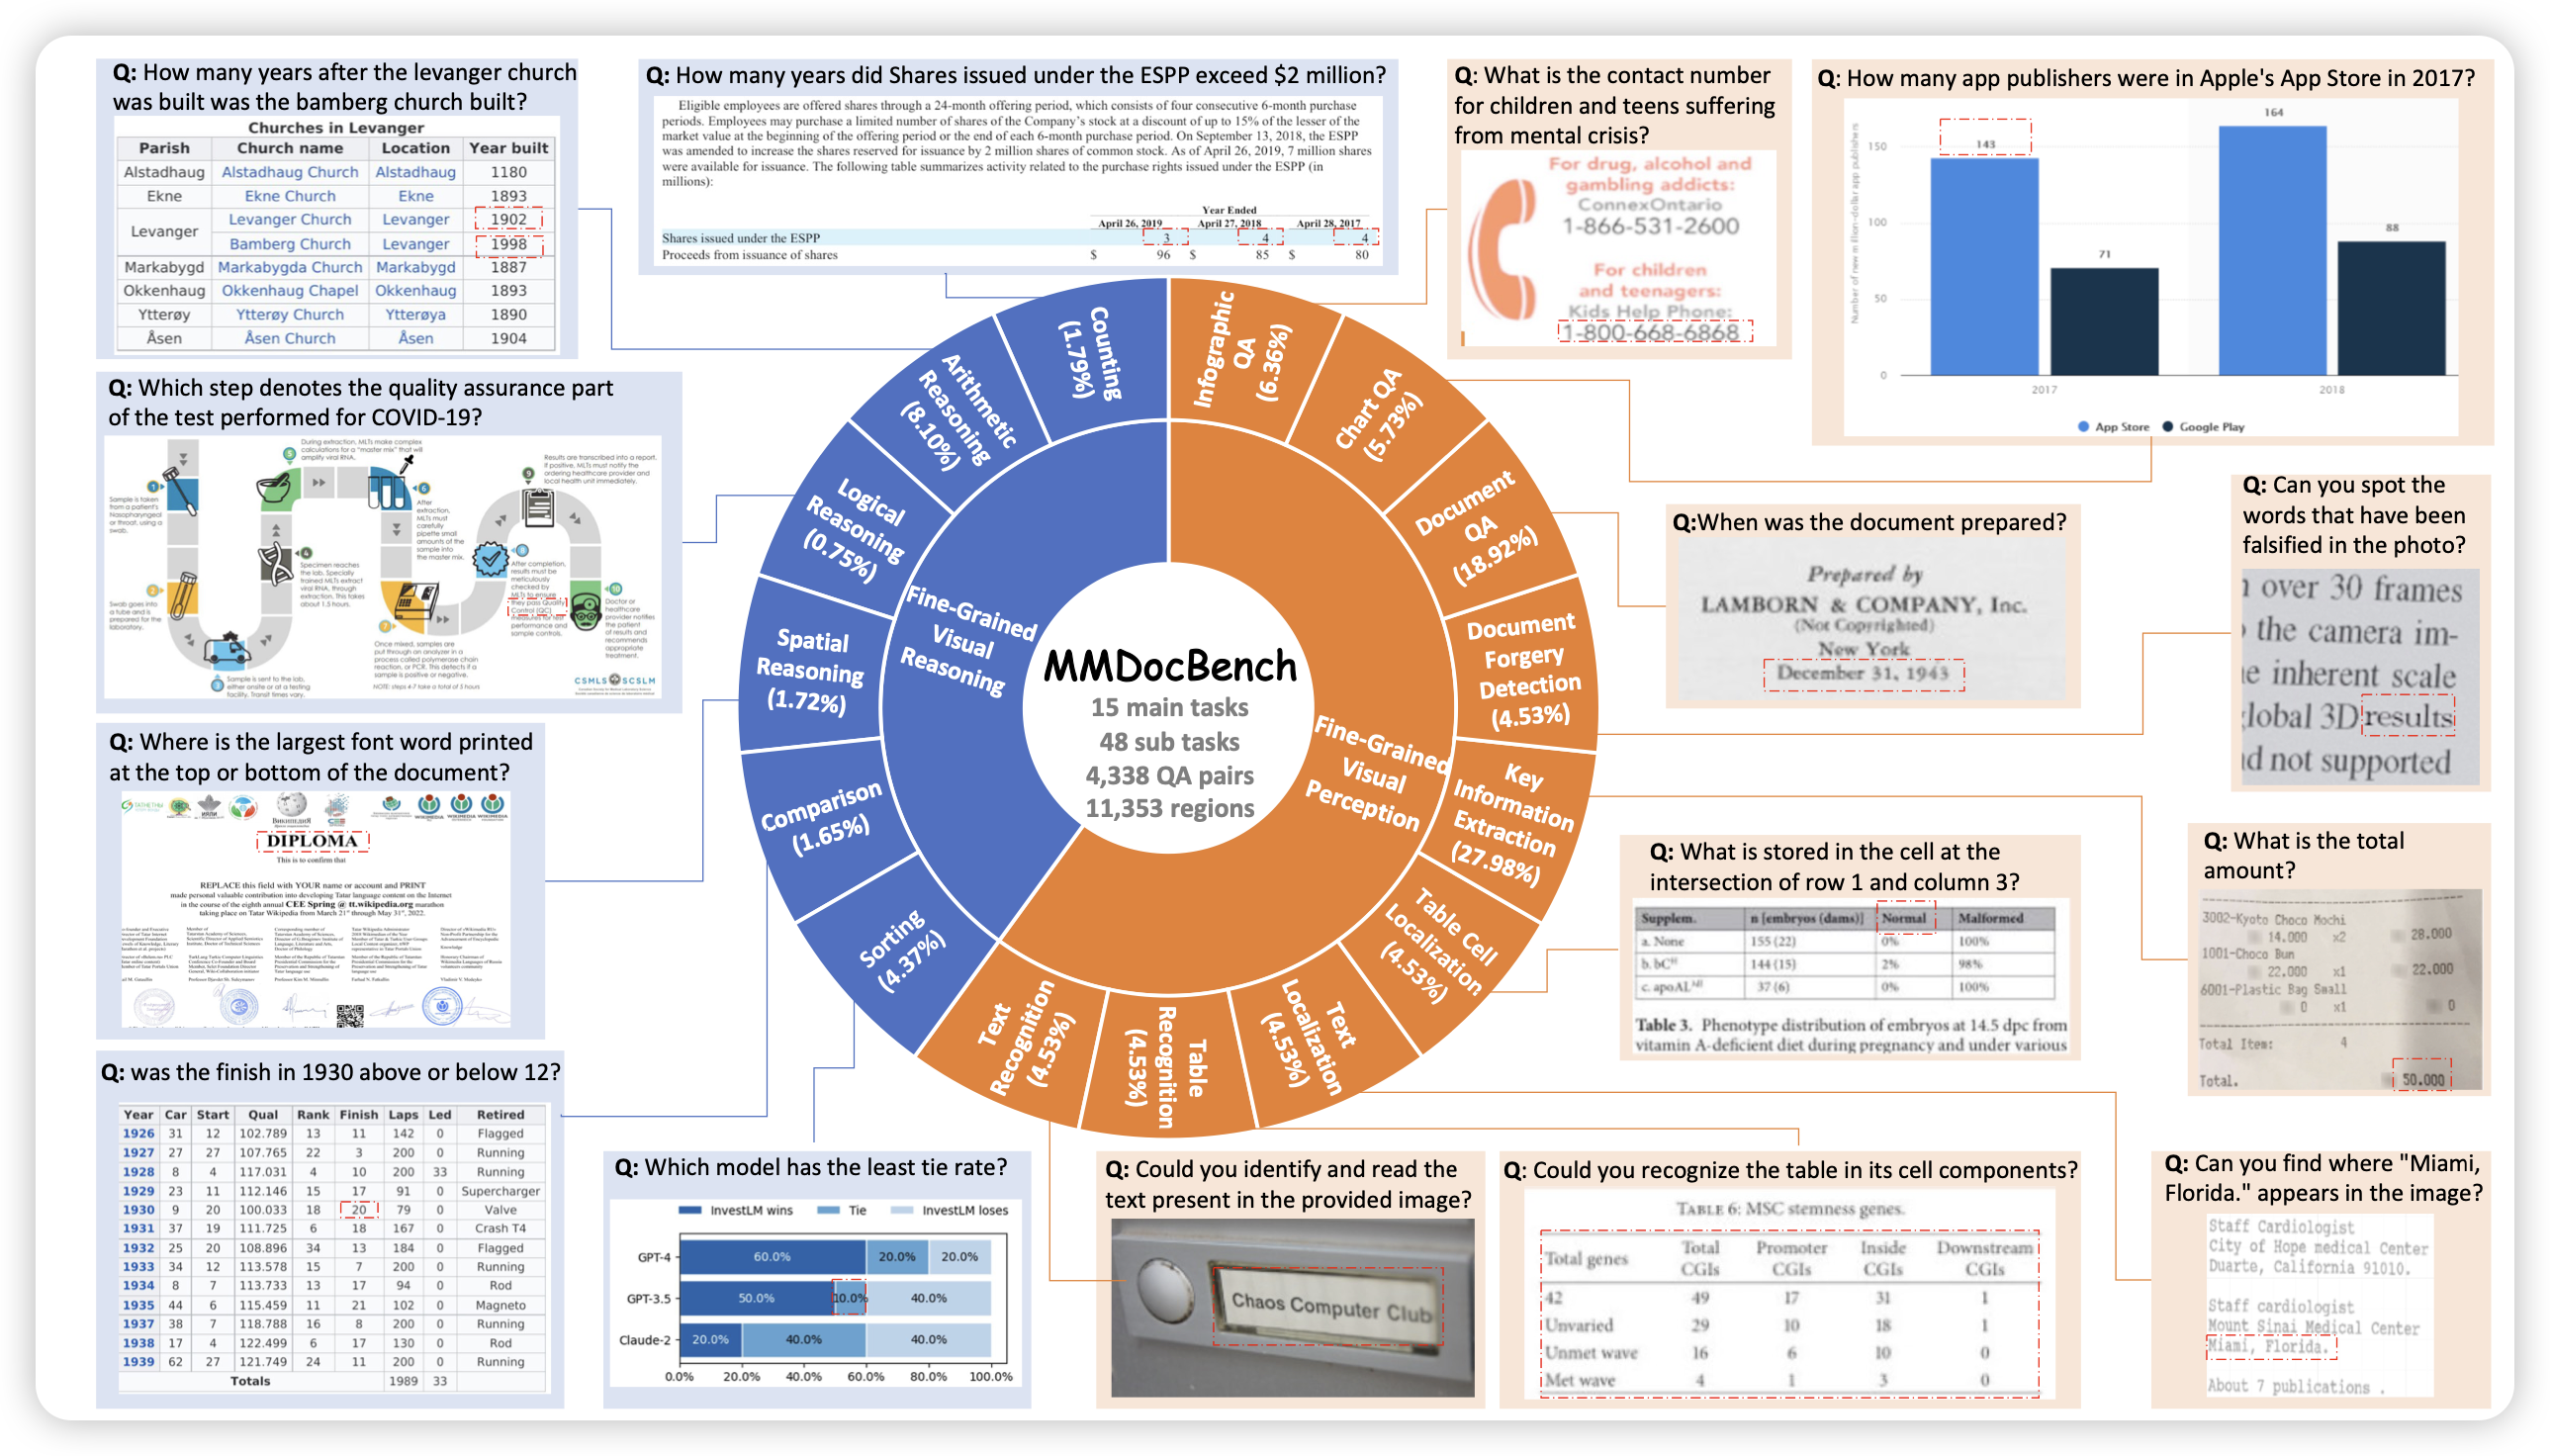 Q: How many years after the levanger church
was built was the bamberg church built?
Churches in Levanger
Parish Church name Location Year built
Alstadhaug Alstadhaug Church Alstadhaug 1180
Ekne Ekne Church Ekne 1893
Levanger Levanger Church Levanger 1902
Bamberg Church Levanger 1998
Markabygd Markabygda Church Markabygd 1887
Okkenhaug Okkenhaug Chapel Okkenhaug 1893
Ytterøy Ytterøy Church Ytterøya 1890
Åsen Åsen Church Åsen 1904
Q: How many years did Shares issued under the ESPP exceed $2 million?
Eligible employees are offered shares through a 24-month offering period, which consists of four consecutive 6-month purchase
periods. Employees may purchase a limited number of shares of the Company's stock at a discount of up to 15% of the lesser of the
market value at the beginning of the offering period or the end of each 6-month purchase period. On September 13, 2018, the ESPP
was amended to increase the shares reserved for issuance by 2 million shares of common stock. As of April 26, 2019, 7 million shares
were available for issuance. The following table summarizes activity related to the purchase rights issued under the ESPP (in
millions):
Year Ended
April 26, 2019 April 27, 2018 April 28, 2017
Shares issued under the ESPP 3 4 4
Proceeds from issuance of shares $ 96 $ 85 $ 80
Q: What is the contact number
for children and teens suffering
from mental crisis?
For drug, alcohol and
gambling addicts:
ConnexOntario
1-866-531-2600
For children
and teenagers:
Kids Help Phone:
1-800-668-6868
Q: How many app publishers were in Apple's App Store in 2017?
Number of new million-dollar app publishers
150
100
50
0
143
71
164
88
2017 2018
App Store Google Play
Q: Which step denotes the quality assurance part
of the test performed for COVID-19?
1
Sample is taken
from a patient's
Nasopharyngeal
or throat, using a
swab.
2
Swab goes into
a tube and is
prepared for the
laboratory.
3
Sample is sent to the lab,
either onsite or at a testing
facility. Transit times vary.
4
Specimen reaches
the lab. Specially
trained MLTs extract
viral RNA, through
extraction. This takes
about 1.5 hours.
5
During extraction, MLTs make complex
calculations for a "master mix" that will
amplify viral RNA.
6
After
extraction,
MLTs must
carefully
pipette small
amounts of the
sample into
the master mix.
7
Once mixed, samples are
put through an analyzer in a
process called polymerase chain
reaction, or PCR. This detects if a
sample is positive or negative.
NOTE: steps 4-7 take a total of 5 hours
8
After completion,
results must be
meticulously
checked by
MLTs to ensure
they pass Quality
Control (QC)
measures for test
performance and
sample controls.
9
Results are transcribed into a report.
If positive, MLTs must notify the
ordering healthcare provider and
local health unit immediately.
10
Doctor or
healthcare
provider notifies
the patient
of results and
recommends
appropriate
treatment.
CSMLS SCSLM
Q: Where is the largest font word printed
at the top or bottom of the document?
DIPLOMA
This is to confirm that
REPLACE this field with YOUR name or account and PRINT
made personal valuable contribution into developing Tatar language content on the Internet
in the course of the eighth annual CEE Spring @ tt.wikipedia.org marathon
taking place on Tatar Wikipedia from March 21st through May 31st, 2022.
Q: was the finish in 1930 above or below 12?
Year Car Start Qual Rank Finish Laps Led Retired
1926 31 12 102.789 13 11 142 0 Flagged
1927 27 27 107.765 22 3 200 0 Running
1928 8 4 117.031 4 10 200 33 Running
1929 23 11 112.146 15 17 91 0 Supercharger
1930 9 20 100.033 18 20 79 0 Valve
1931 37 19 111.725 6 18 167 0 Crash T4
1932 25 20 108.896 34 13 184 0 Flagged
1933 34 12 113.578 15 7 200 0 Running
1934 8 7 113.733 13 17 94 0 Rod
1935 44 6 115.459 11 21 102 0 Magneto
1937 38 7 118.788 16 8 200 0 Running
1938 17 4 122.499 6 17 130 0 Rod
1939 62 27 121.749 24 11 200 0 Running
Totals 1989 33
MMDocBench
15 main tasks
48 sub tasks
4,338 QA pairs
11,353 regions
Fine-Grained
Visual
Reasoning
Counting
(1.79%)
Arithmetic
Reasoning
(8.10%)
Logical
Reasoning
(0.75%)
Spatial
Reasoning
(1.72%)
Comparison
(1.65%)
Sorting
(4.37%)
Fine-Grained
Visual
Perception
Infographic
QA
(6.36%)
Chart QA
(5.73%)
Document
QA
(18.92%)
Document
Forgery
Detection
(4.53%)
Key
Information
Extraction
(27.98%)
Table Cell
Localization
(4.53%)
Text
Localization
(4.53%)
Table
Recognition
(4.53%)
Text
Recognition
(4.53%)
Q:When was the document prepared?
Prepared by
LAMBORN & COMPANY, Inc.
(Not Copyrighted)
New York
December 31, 1943
Q: Can you spot the
words that have been
falsified in the photo?
over 30 frames
the camera im-
inherent scale
lobal 3D results
d not supported
Q: What is stored in the cell at the
intersection of row 1 and column 3?
Supplem. n [embryos (dams)] Normal Malformed
a. None 155 (22) 0% 100%
b. bC 144 (15) 2% 98%
c. apoAL 37 (6) 0% 100%
Table 3. Phenotype distribution of embryos at 14.5 dpc from
vitamin A-deficient diet during pregnancy and under various
Q: What is the total
amount?
3002-Kyoto Choco Mochi
14.000 x2 28.000
1001-Choco Bun
22.000 x1 22.000
6001-Plastic Bag Small
0 x1 0
Total Item: 4
Total. 50.000
Q: Which model has the least tie rate?
InvestLM wins Tie InvestLM loses
GPT-4 60.0% 20.0% 20.0%
GPT-3.5 50.0% 10.0% 40.0%
Claude-2 20.0% 40.0% 40.0%
0.0% 20.0% 40.0% 60.0% 80.0% 100.0%
Q: Could you identify and read the
text present in the provided image?
Chaos Computer Club
Q: Could you recognize the table in its cell components?
TABLE 6: MSC stemness genes.
Total genes Total CGIs Promoter CGIs Inside CGIs Downstream CGIs
42 49 17 31 1
Unvaried 29 10 18 1
Unmet wave 16 6 10 0
Met wave 4 1 3 0
Q: Can you find where "Miami,
Florida." appears in the image?
Staff Cardiologist
City of Hope medical Center
Duarte, California 91010.
Staff cardiologist
Mount Sinai Medical Center
Miami, Florida.
About 7 publications .